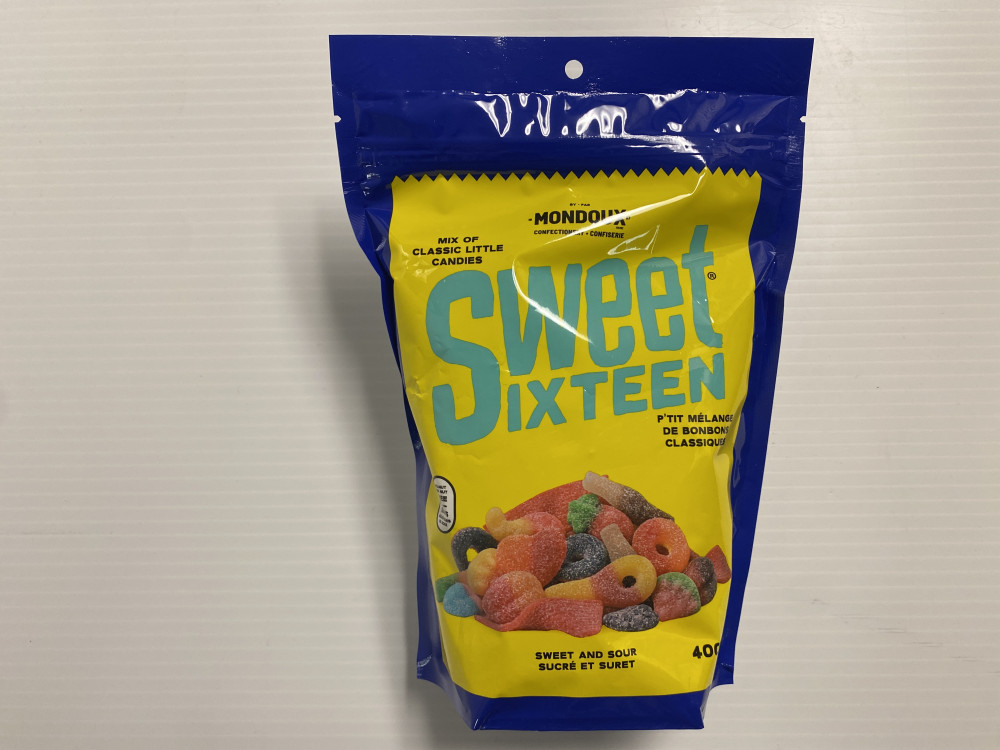 BY • PAR
MONDOUX
CONFECTIONERY • CONFISERIE
MIX OF
CLASSIC LITTLE
CANDIES
Sweet®
SIXTEEN
P'TIT MÉLANGE
DE BONBONS
CLASSIQUE
SWEET AND SOUR
SUCRÉ ET SURET
400